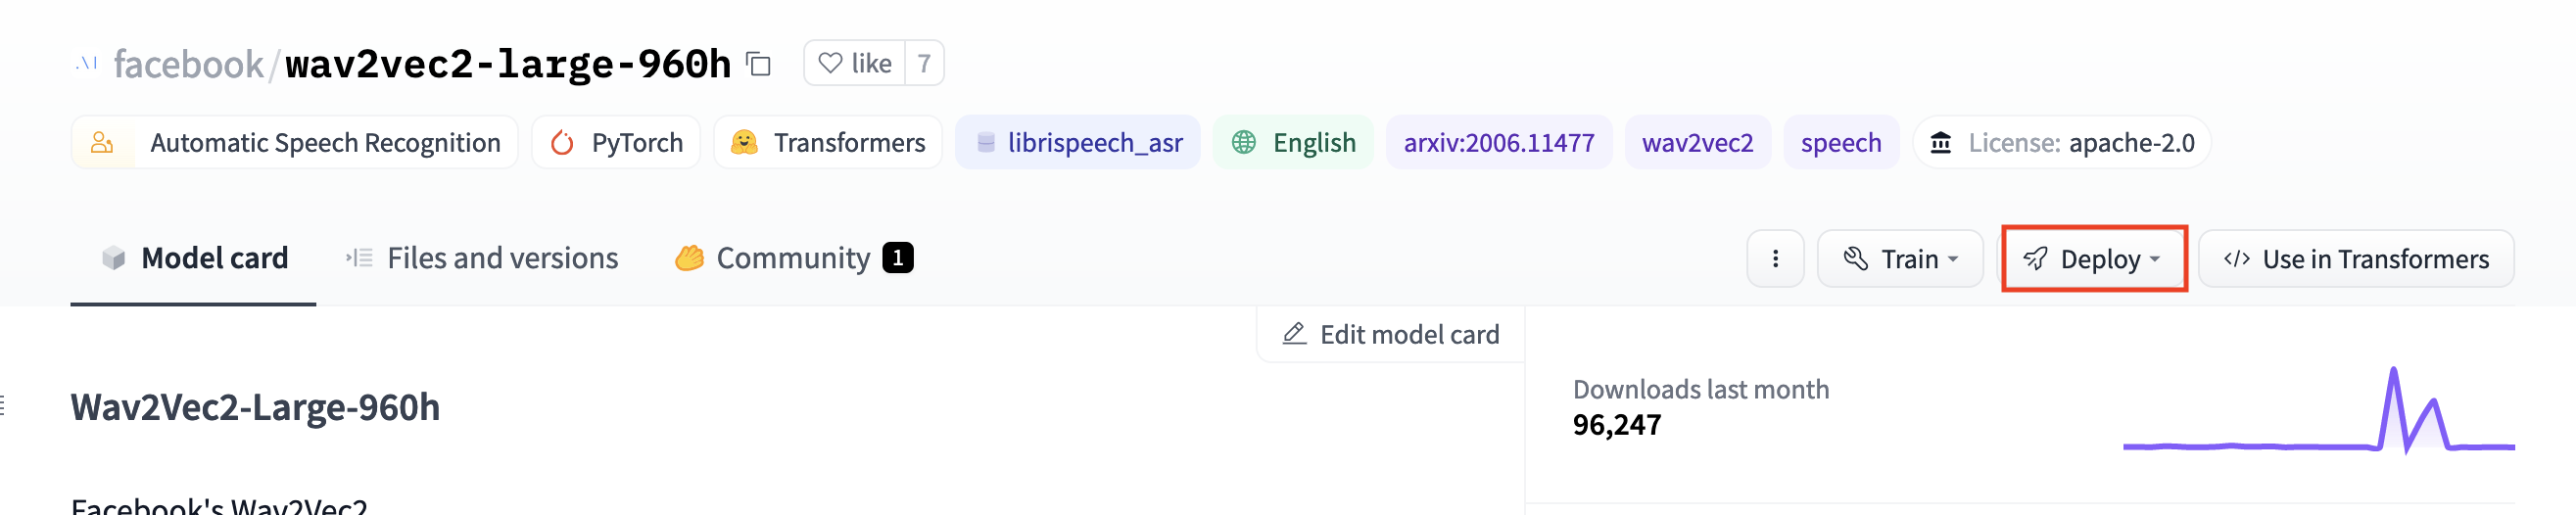 facebook/wav2vec2-large-960h like 7
Automatic Speech Recognition PyTorch Transformers librispeech_asr English arxiv:2006.11477 wav2vec2 speech License: apache-2.0
Model card Files and versions Community 1 Train Deploy </> Use in Transformers
Edit model card
Downloads last month
Wav2Vec2-Large-960h
96,247
Facebook's Wav2Vec2